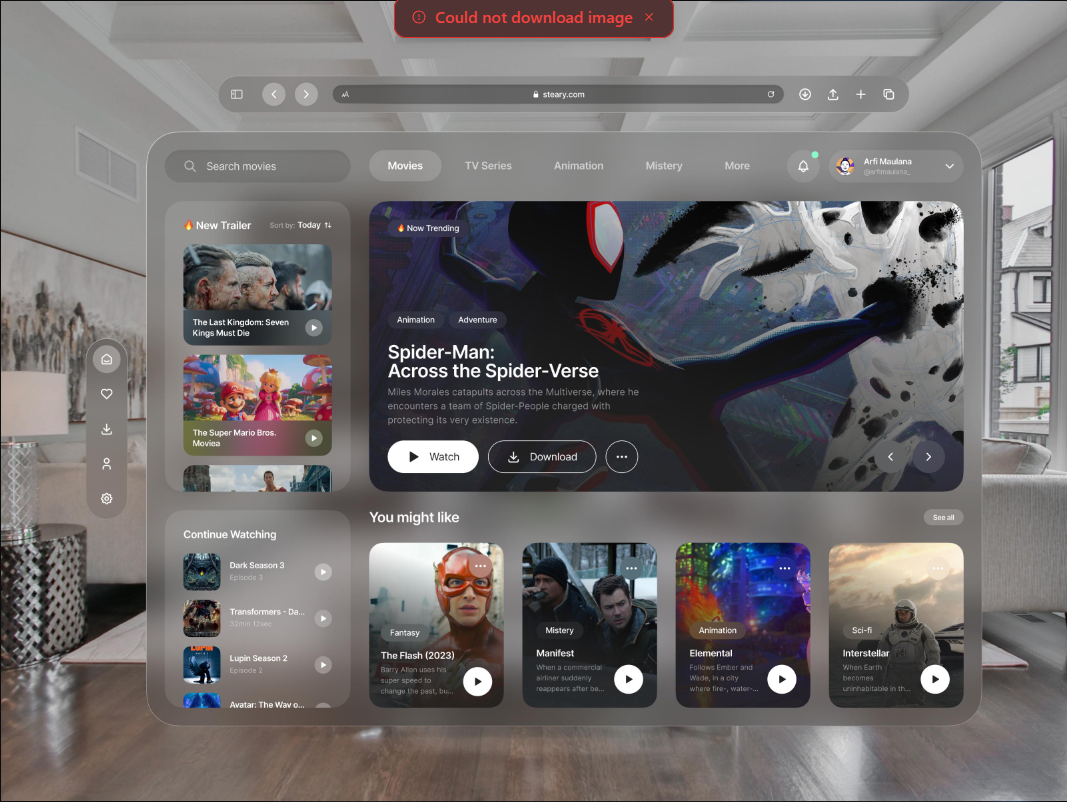 Could not download image
AA
steary.com
Search movies
Movies
TV Series
Animation
Mistery
More
Arfi Maulana
@arfimaulana_
🔥 New Trailer
Sort by: Today
The Last Kingdom: Seven
Kings Must Die
The Super Mario Bros.
Moviea
🔥 Now Trending
Animation
Adventure
Spider-Man:
Across the Spider-Verse
Miles Morales catapults across the Multiverse, where he
encounters a team of Spider-People charged with
protecting its very existence.
Watch
Download
Continue Watching
Dark Season 3
Episode 3
Transformers - Da...
32min 12sec
LUPIN
Lupin Season 2
Episode 2
Avatar: The Way o...
You might like
See all
Fantasy
The Flash (2023)
Barry Allen uses his
super speed to
change the past, bu...
Mistery
Manifest
When a commercial
airliner suddenly
reappears after be...
Animation
Elemental
Follows Ember and
Wade, in a city
where fire-, water-...
Sci-fi
Interstellar
When Earth
becomes
uninhabitable in th...